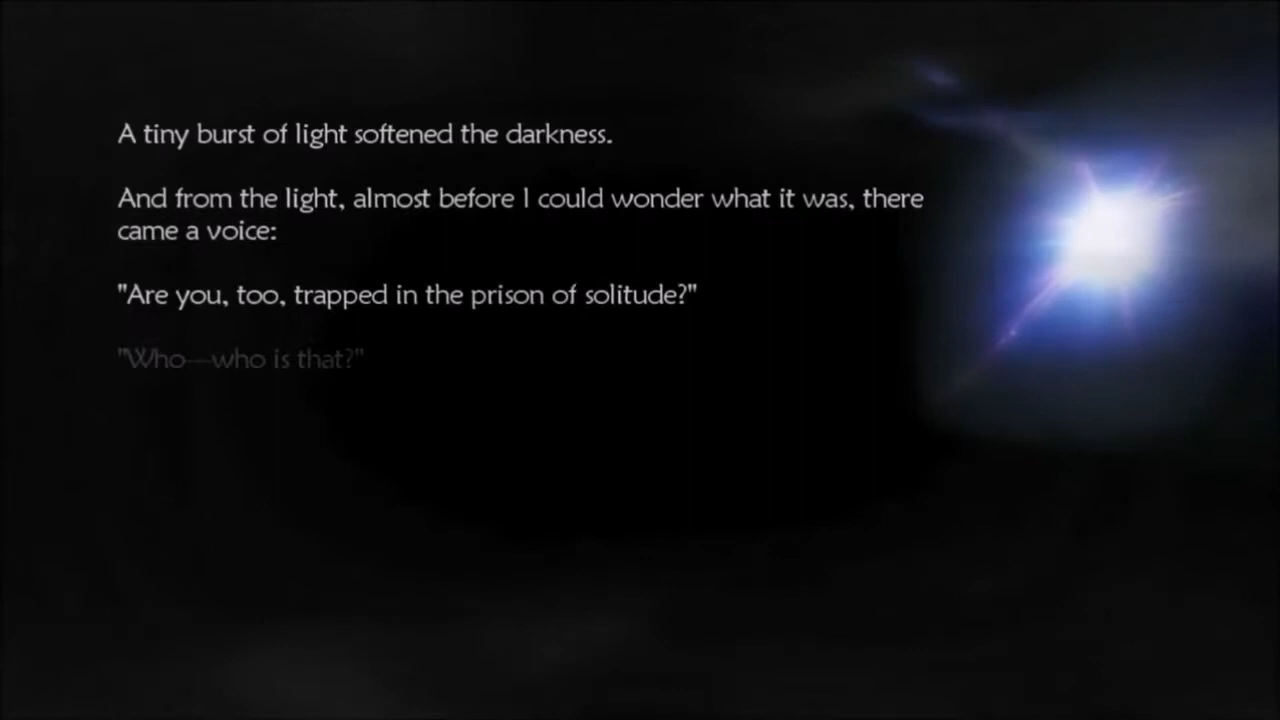 A tiny burst of light softened the darkness.
And from the light, almost before I could wonder what it was, there
came a voice:
"Are you, too, trapped in the prison of solitude?"
"Who—who is that?"